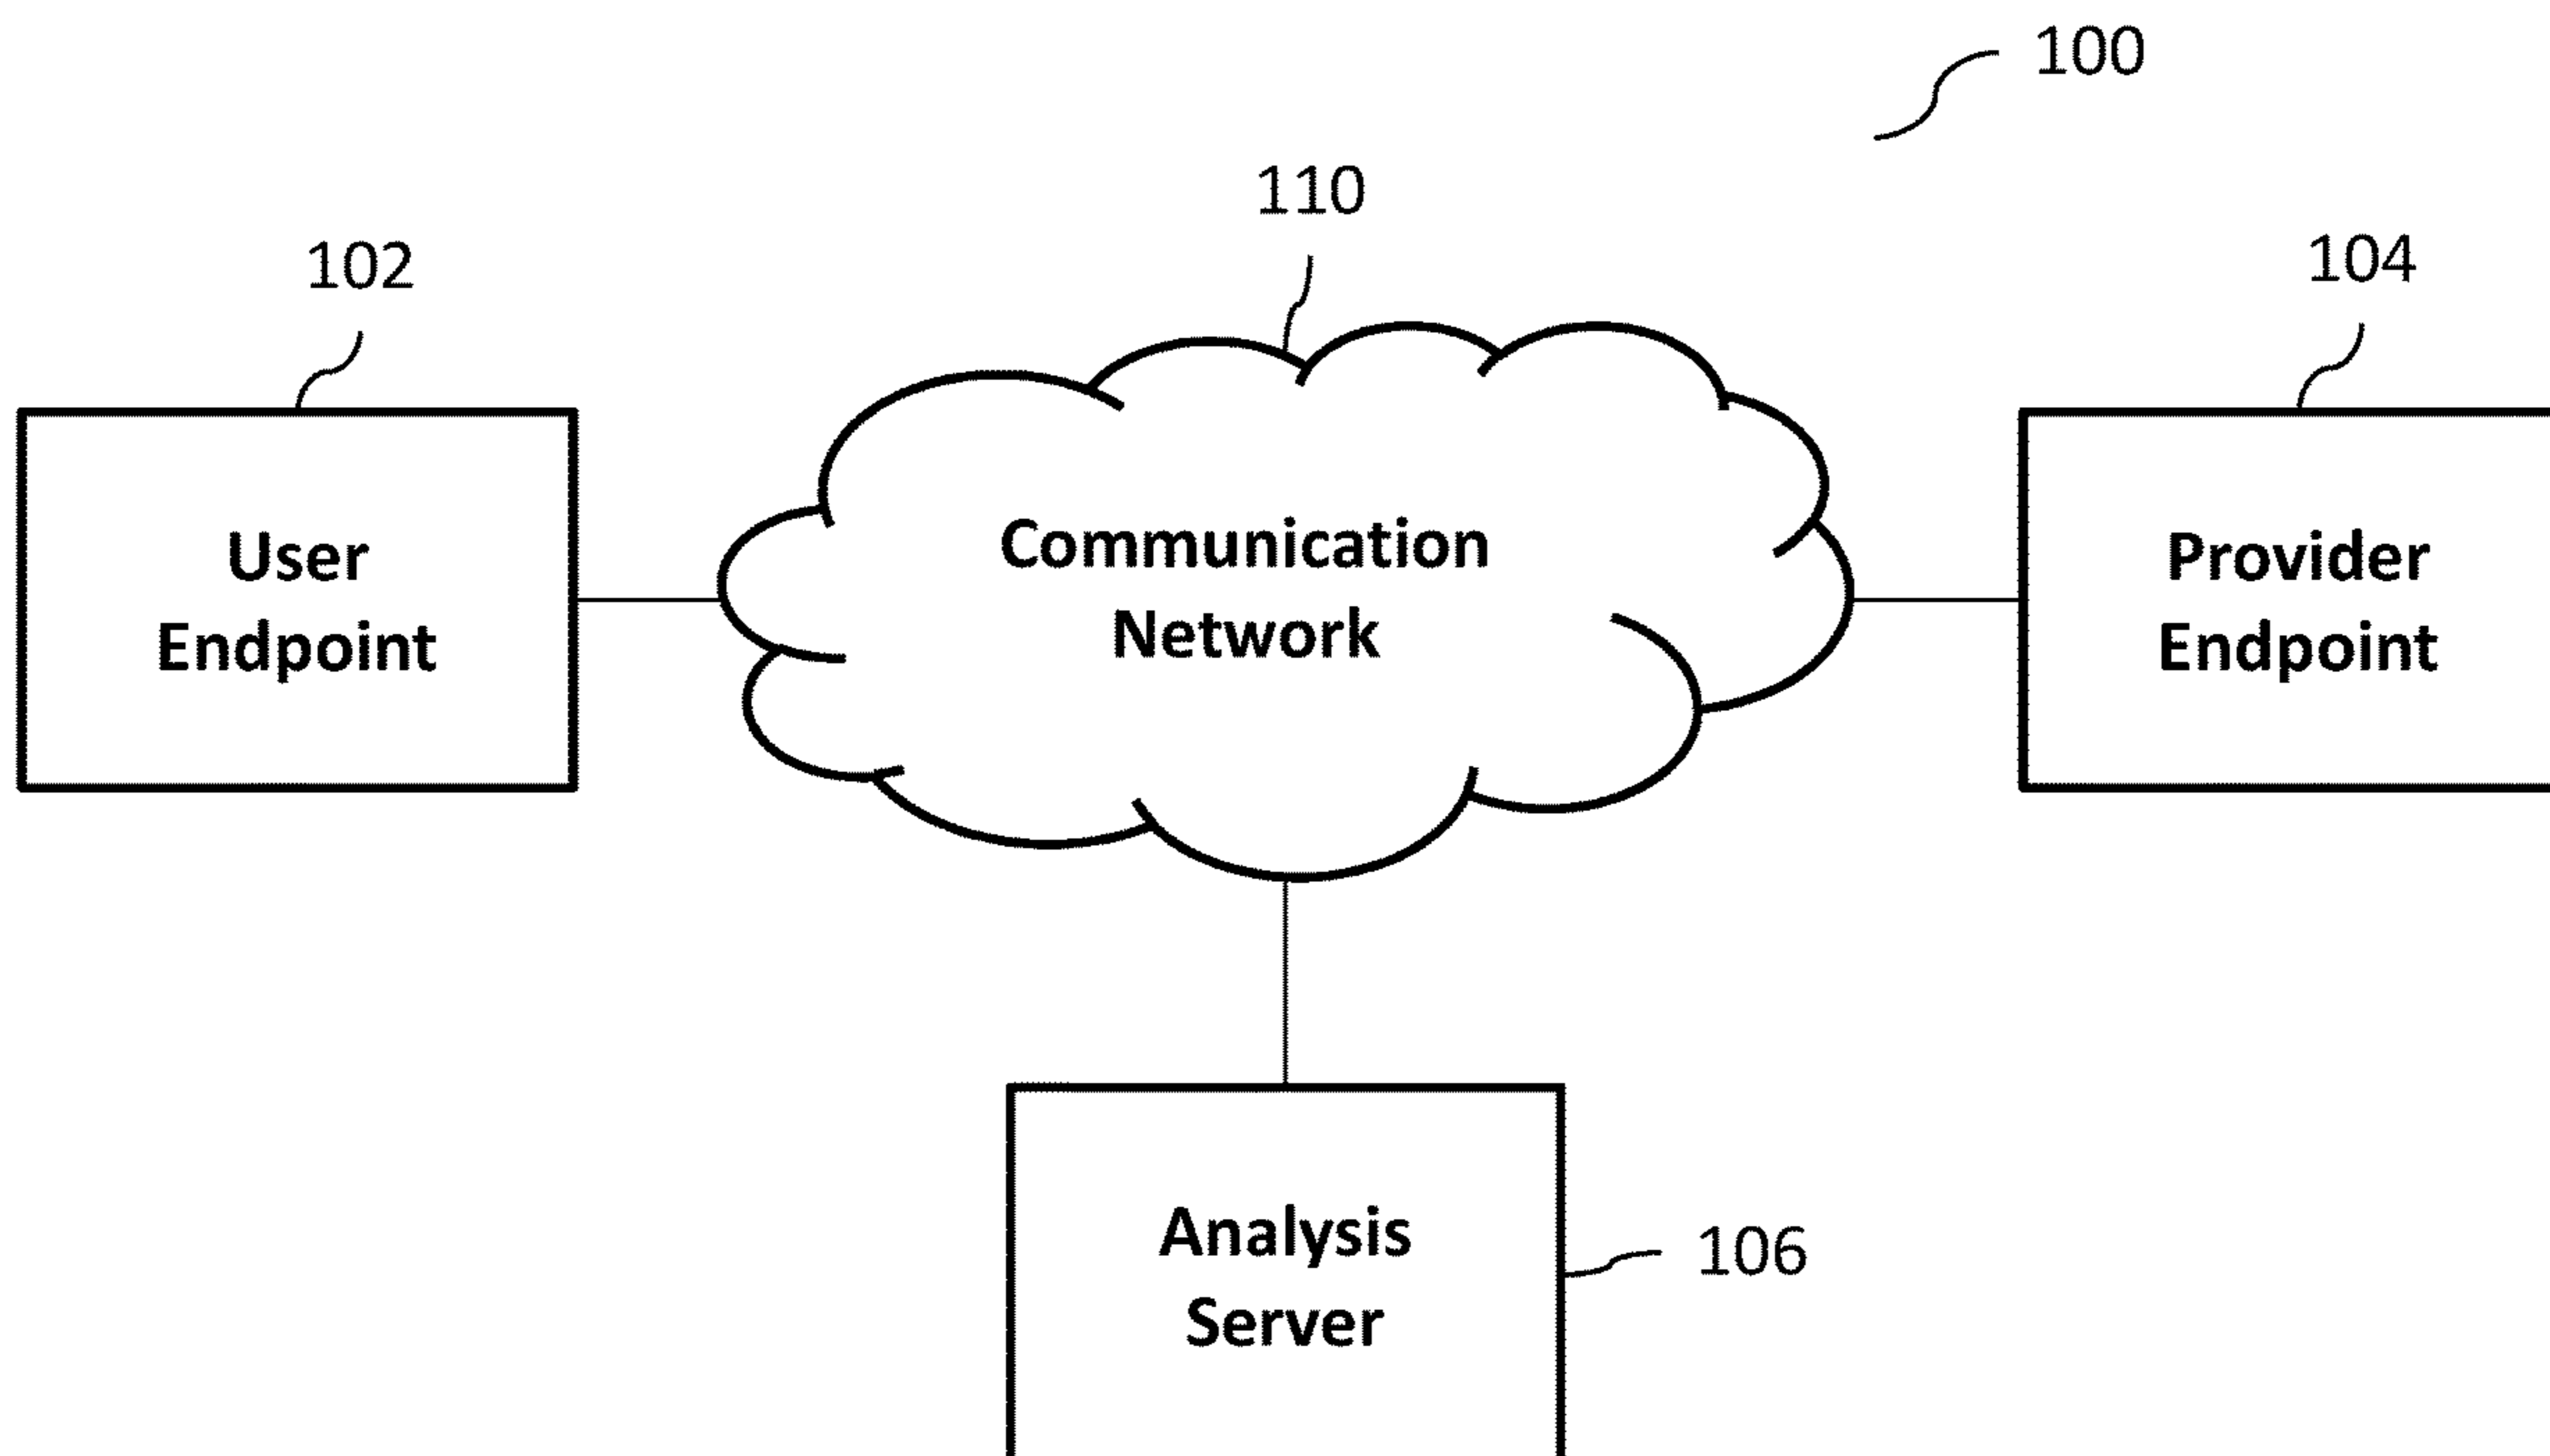 100
110
102
104
User
Endpoint
Communication
Network
Provider
Endpoint
Analysis
Server
106